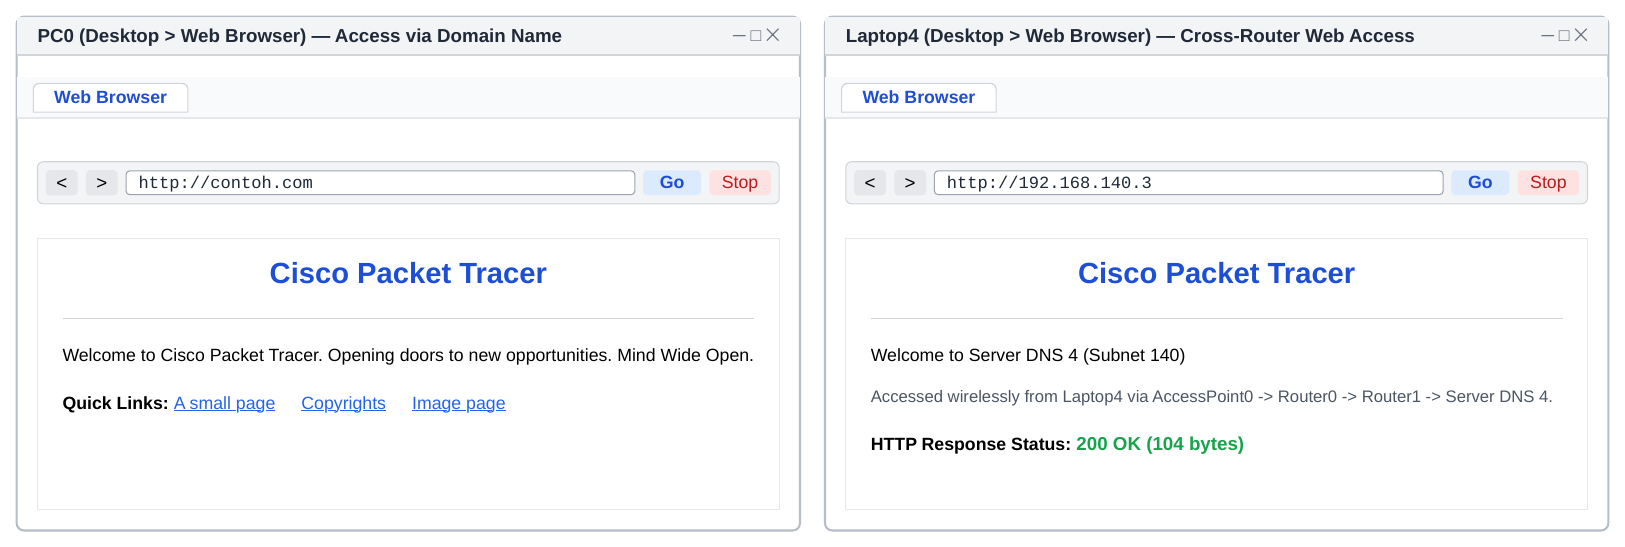 PC0 (Desktop > Web Browser) — Access via Domain Name
Web Browser
< > http://contoh.com Go Stop
Cisco Packet Tracer
Welcome to Cisco Packet Tracer. Opening doors to new opportunities. Mind Wide Open.
Quick Links: A small page Copyrights Image page
Laptop4 (Desktop > Web Browser) — Cross-Router Web Access
Web Browser
< > http://192.168.140.3 Go Stop
Cisco Packet Tracer
Welcome to Server DNS 4 (Subnet 140)
Accessed wirelessly from Laptop4 via AccessPoint0 -> Router0 -> Router1 -> Server DNS 4.
HTTP Response Status: 200 OK (104 bytes)